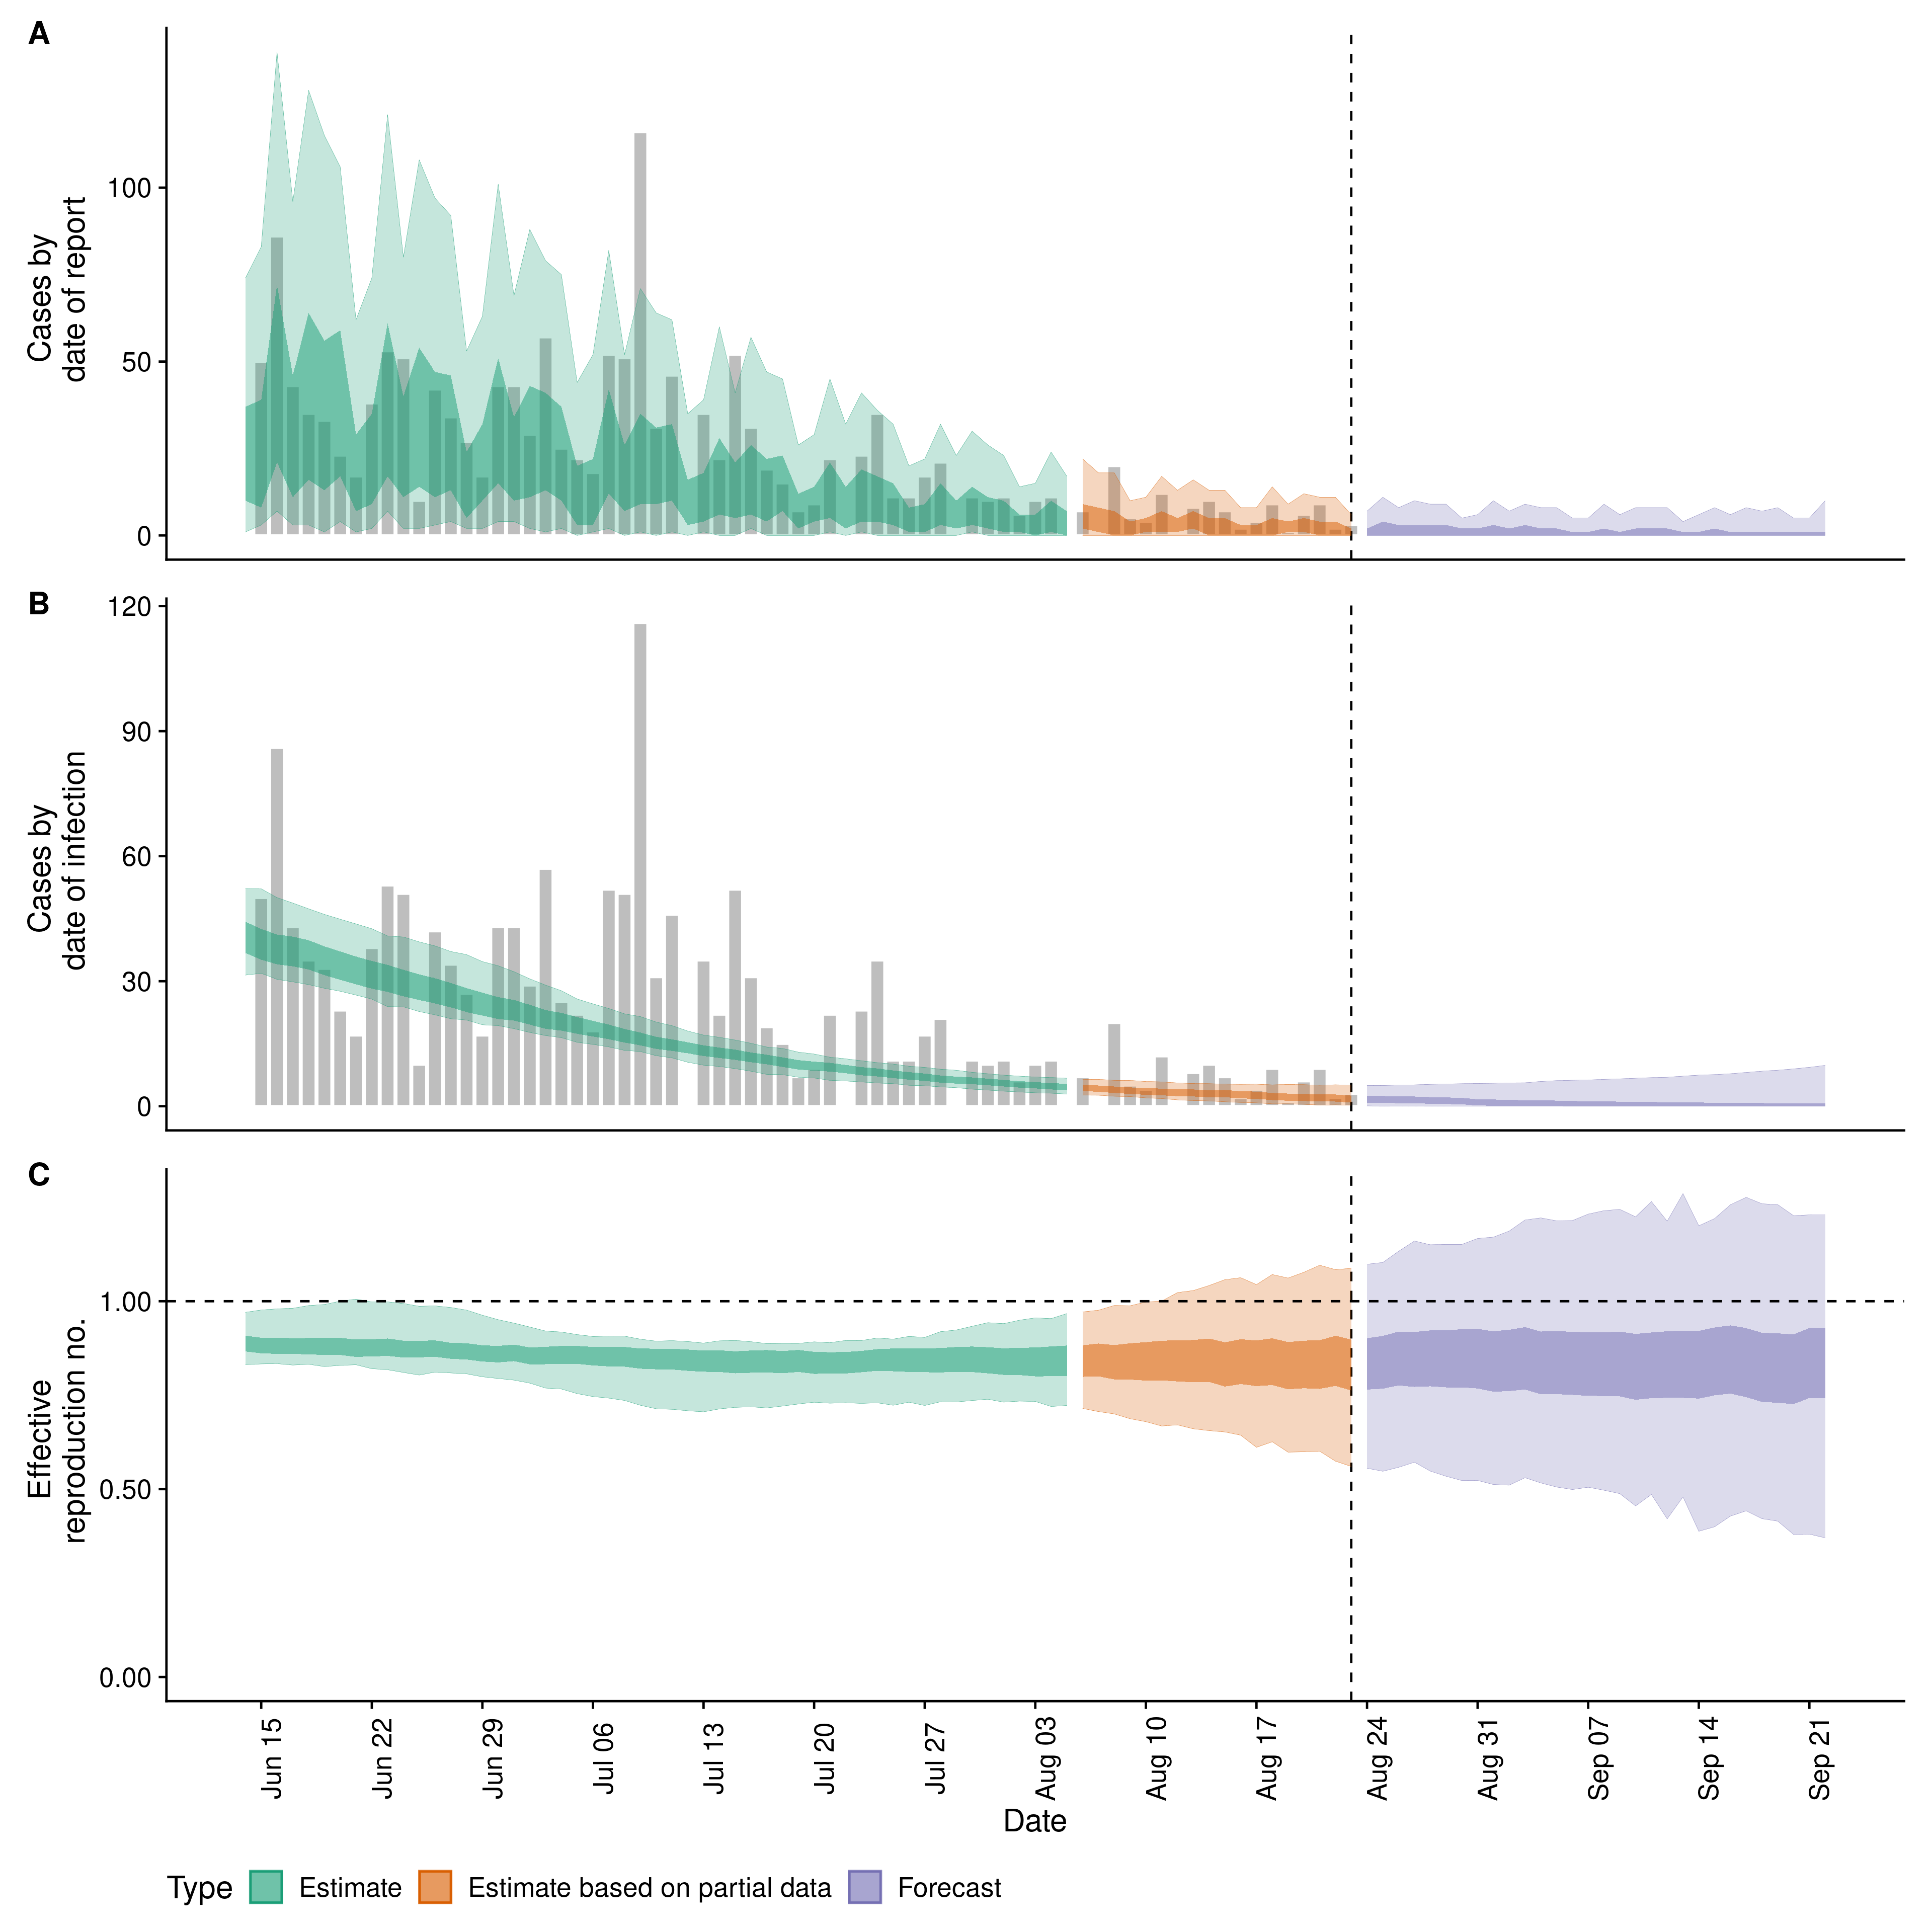 A
Cases by
date of report
100
50
0
B
Cases by
date of infection
120
90
60
30
0
C
Effective
reproduction no.
1.00
0.50
0.00
Jun 15
Jun 22
Jun 29
Jul 06
Jul 13
Jul 20
Jul 27
Aug 03
Aug 10
Aug 17
Aug 24
Aug 31
Sep 07
Sep 14
Sep 21
Date
Type Estimate Estimate based on partial data Forecast